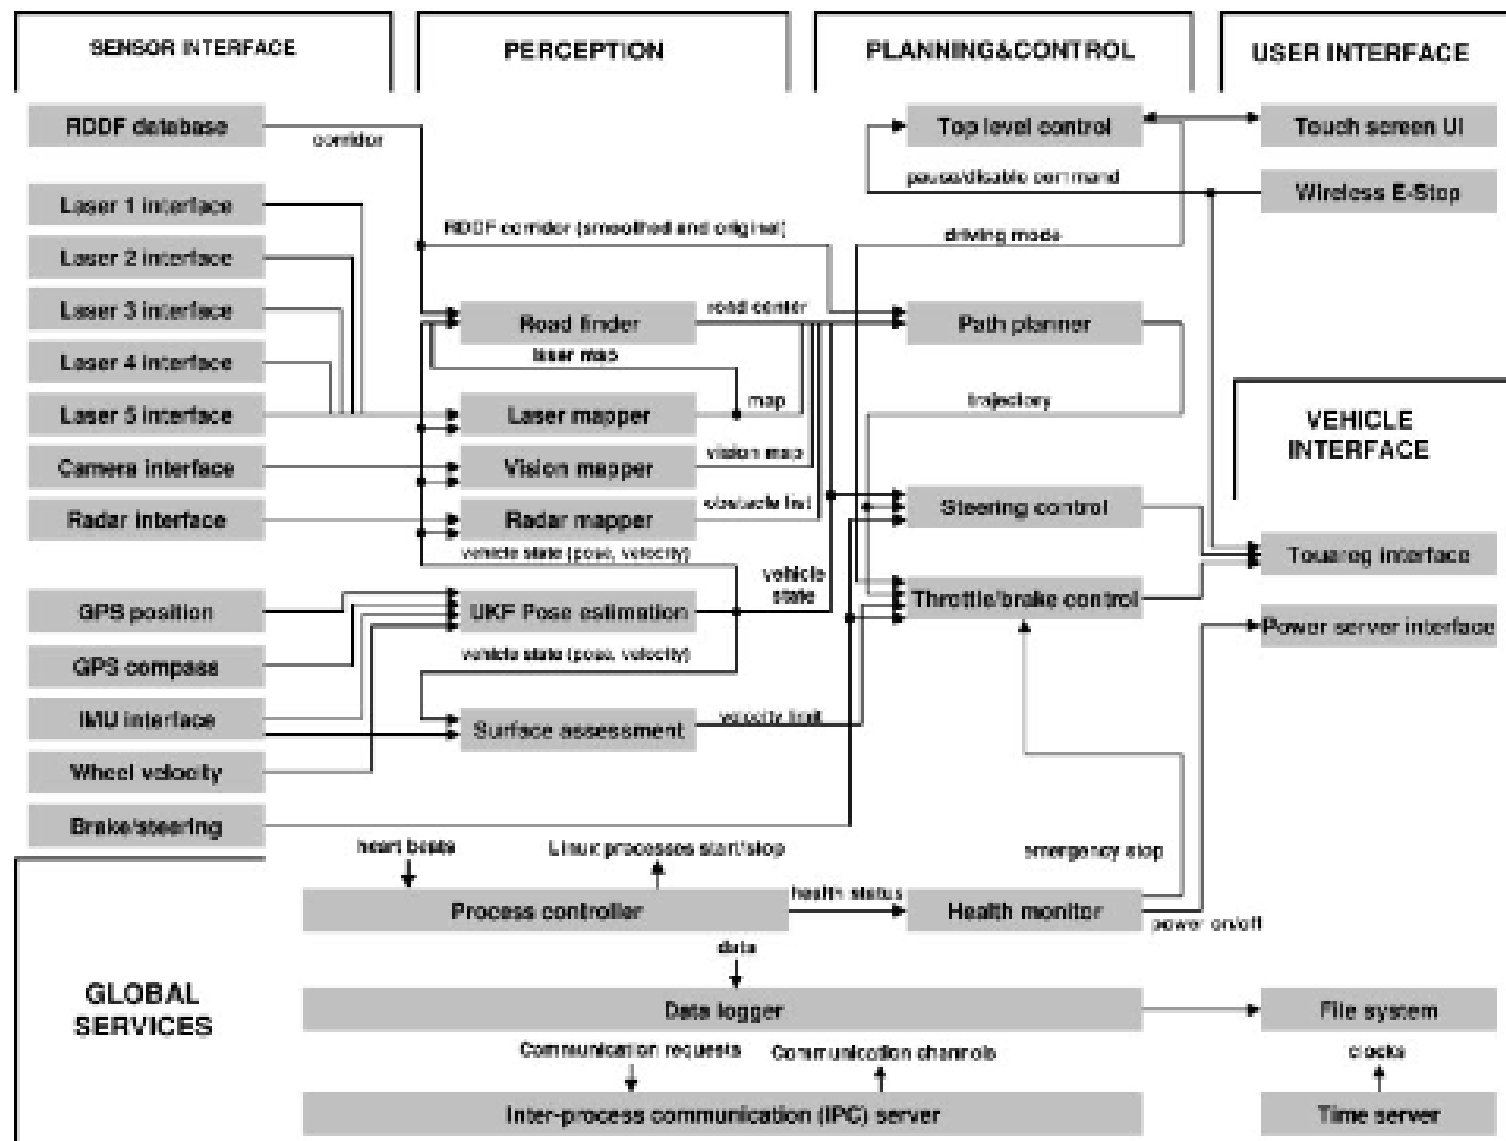 SENSOR INTERFACE
PERCEPTION
PLANNING&CONTROL
USER INTERFACE
RDDF database
corridor
Top level control
Touch screen UI
pause/disable command
Wireless E-Stop
Laser 1 interface
RDDF corridor (smoothed and original)
driving mode
Laser 2 interface
Laser 3 interface
Road finder
road center
Path planner
laser map
Laser 4 interface
Laser 5 interface
Laser mapper
map
trajectory
VEHICLE
INTERFACE
Camera interface
Vision mapper
vision map
Radar interface
Radar mapper
obstacle list
Steering control
vehicle state (pose, velocity)
vehicle
state
Touareg interface
GPS position
UKF Pose estimation
Throttle/brake control
Power server interface
vehicle state (pose, velocity)
GPS compass
IMU interface
Surface assessment
velocity limit
Wheel velocity
Brake/steering
heart beats
Linux processes start/stop
emergency stop
Process controller
health status
Health monitor
power on/off
data
GLOBAL
SERVICES
Data logger
File system
Communication requests
Communication channels
clocks
Inter-process communication (IPC) server
Time server